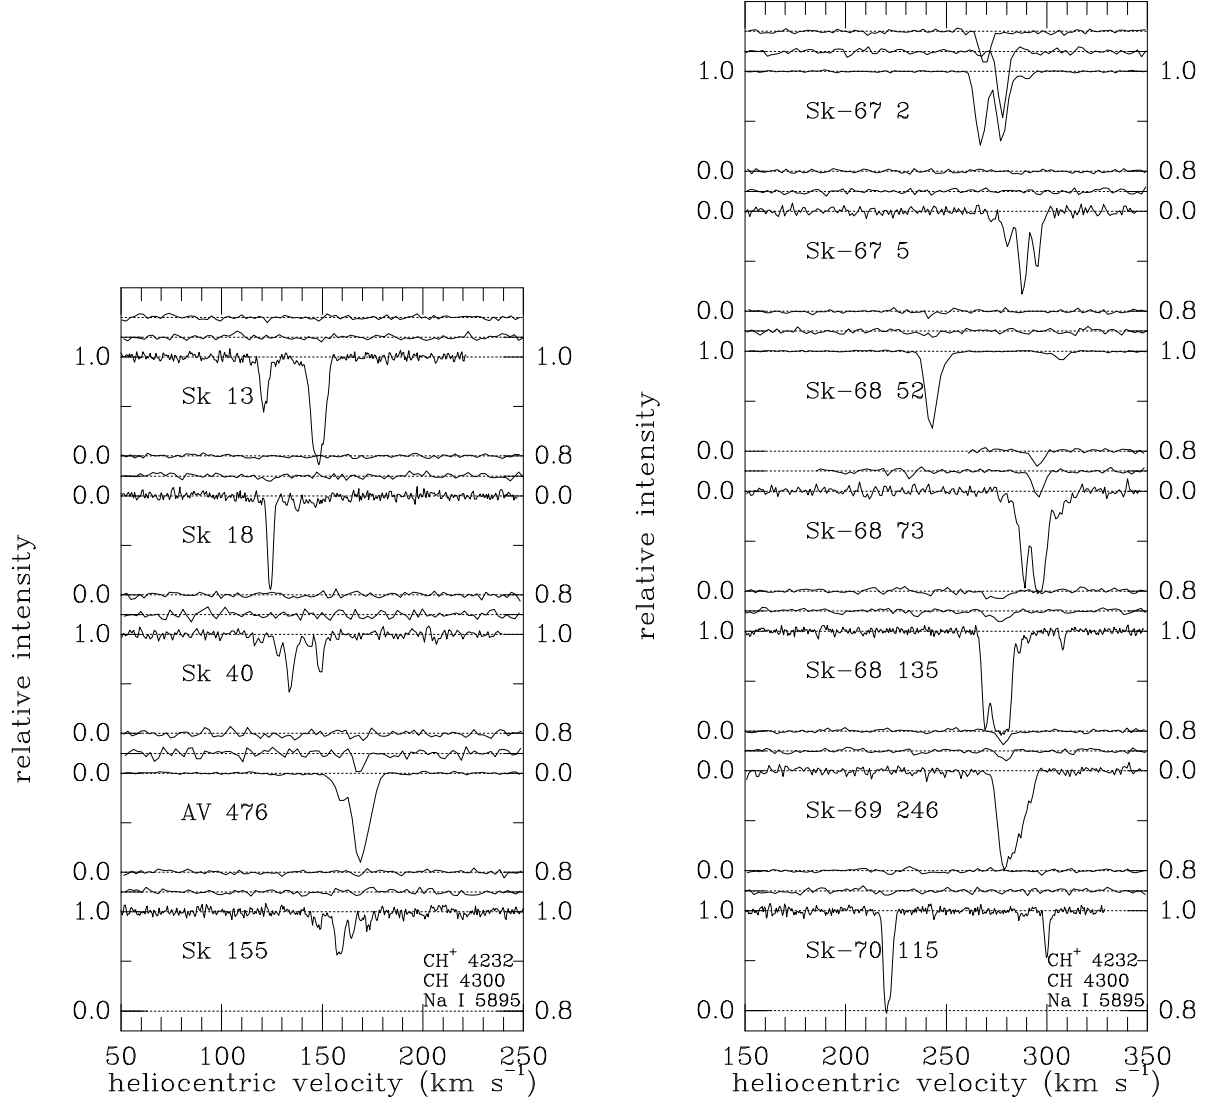 1.0 1.0
Sk 13
0.0 0.8
0.0
Sk 18
0.0 0.8
1.0
Sk 40
0.0 0.8
0.0 0.0
AV 476
0.0 0.8
1.0 1.0
Sk 155
CH+ 4232
CH 4300
Na I 5895
0.0 0.8
50 100 150 200 250
heliocentric velocity (km s−1)
relative intensity
1.0 1.0
Sk−67 2
0.0 0.8
0.0 0.0
Sk−67 5
0.0 0.8
1.0 1.0
Sk−68 52
0.0 0.8
0.0 0.0
Sk−68 73
0.0 0.8
1.0 1.0
Sk−68 135
0.0 0.8
0.0 0.0
Sk−69 246
0.0 0.8
1.0 1.0
Sk−70 115
CH+ 4232
CH 4300
Na I 5895
0.0 0.8
150 200 250 300 350
heliocentric velocity (km s−1)
relative intensity